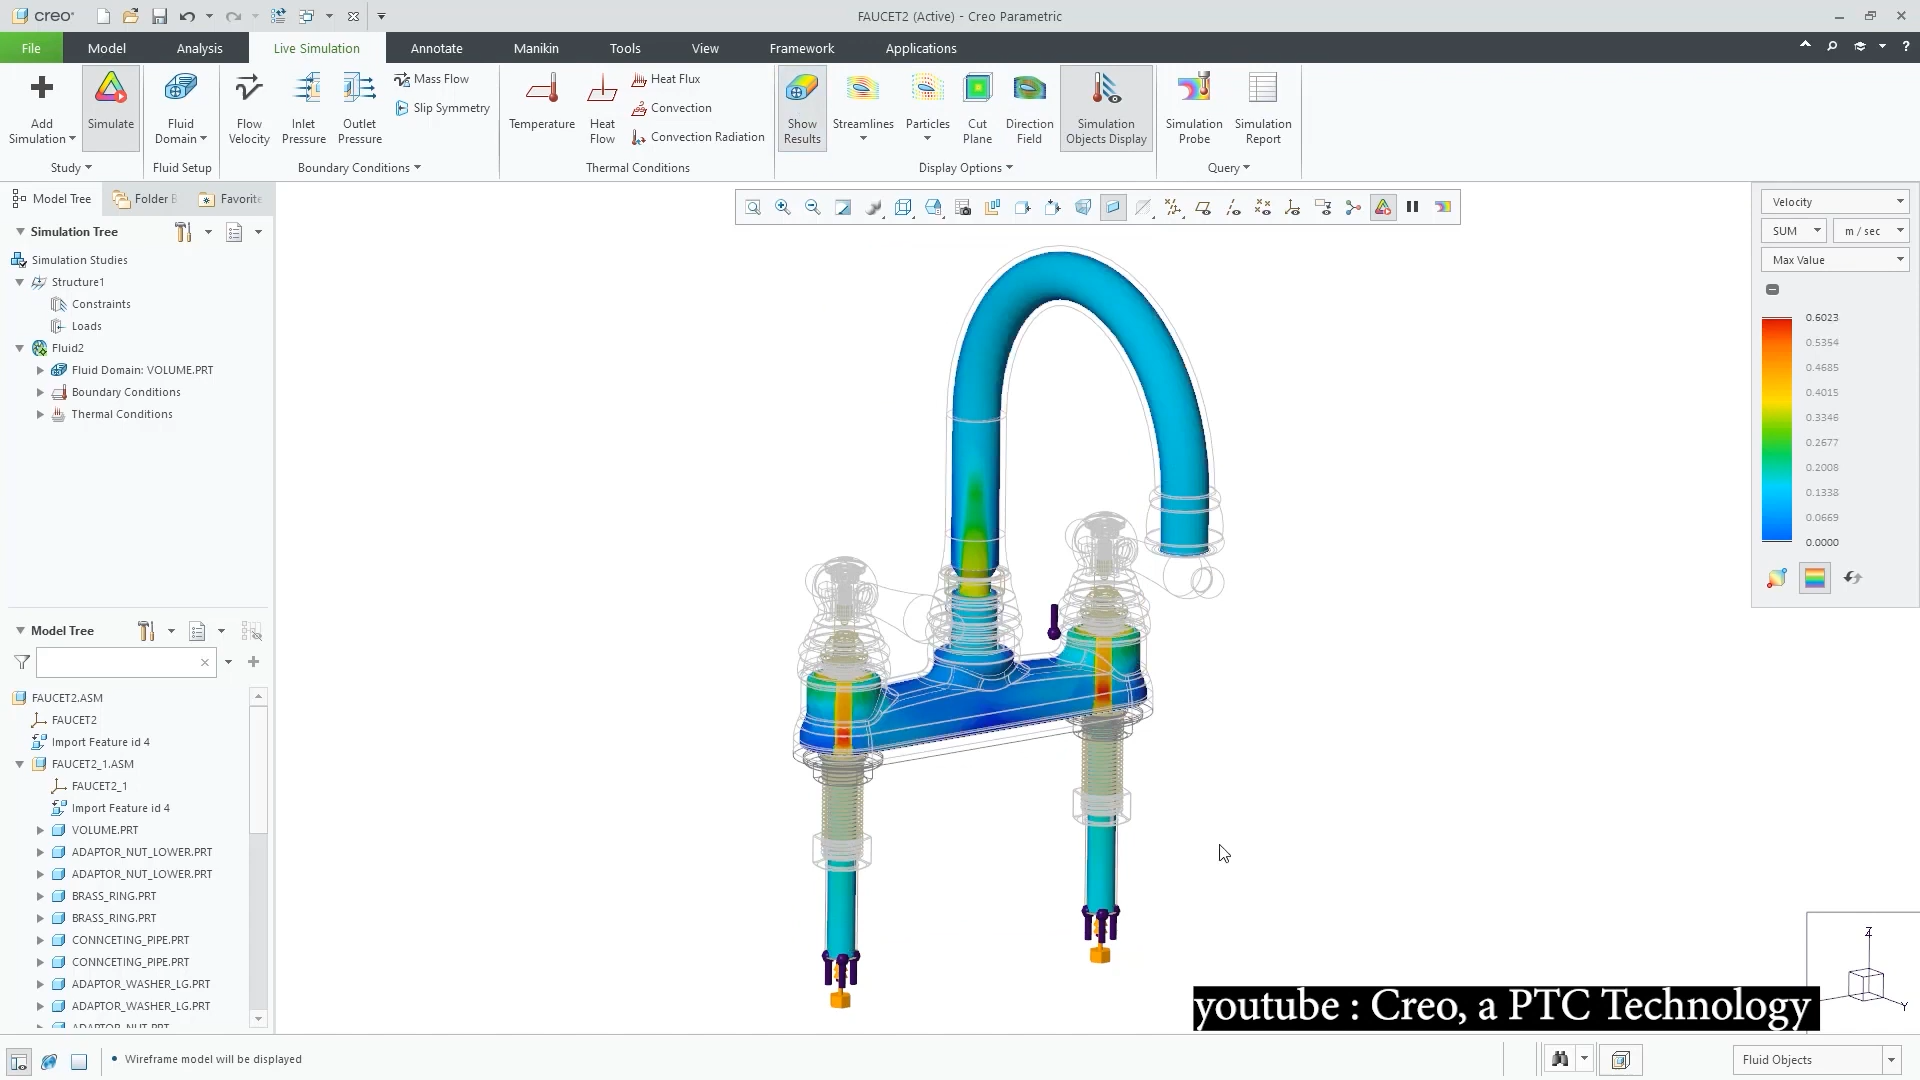 creo
FAUCET2 (Active) - Creo Parametric
File
Model
Analysis
Live Simulation
Annotate
Manikin
Tools
View
Framework
Applications
Add Simulation
Simulate
Fluid Domain
Flow Velocity
Inlet Pressure
Outlet Pressure
Mass Flow
Slip Symmetry
Temperature
Heat Flow
Heat Flux
Convection
Convection Radiation
Show Results
Streamlines
Particles
Cut Plane
Direction Field
Simulation Objects Display
Simulation Probe
Simulation Report
Study
Fluid Setup
Boundary Conditions
Thermal Conditions
Display Options
Query
Model Tree
Folder B
Favorite
Simulation Tree
Simulation Studies
Structure1
Constraints
Loads
Fluid2
Fluid Domain: VOLUME.PRT
Boundary Conditions
Thermal Conditions
Model Tree
FAUCET2.ASM
FAUCET2
Import Feature id 4
FAUCET2_1.ASM
FAUCET2_1
Import Feature id 4
VOLUME.PRT
ADAPTOR_NUT_LOWER.PRT
ADAPTOR_NUT_LOWER.PRT
BRASS_RING.PRT
BRASS_RING.PRT
CONNCETING_PIPE.PRT
CONNCETING_PIPE.PRT
ADAPTOR_WASHER_LG.PRT
ADAPTOR_WASHER_LG.PRT
ADAPTOR_NUT.PRT
Velocity
SUM
m / sec
Max Value
0.6023
0.5354
0.4685
0.4015
0.3346
0.2677
0.2008
0.1338
0.0669
0.0000
Z
Y
youtube : Creo, a PTC Technology
Wireframe model will be displayed
Fluid Objects